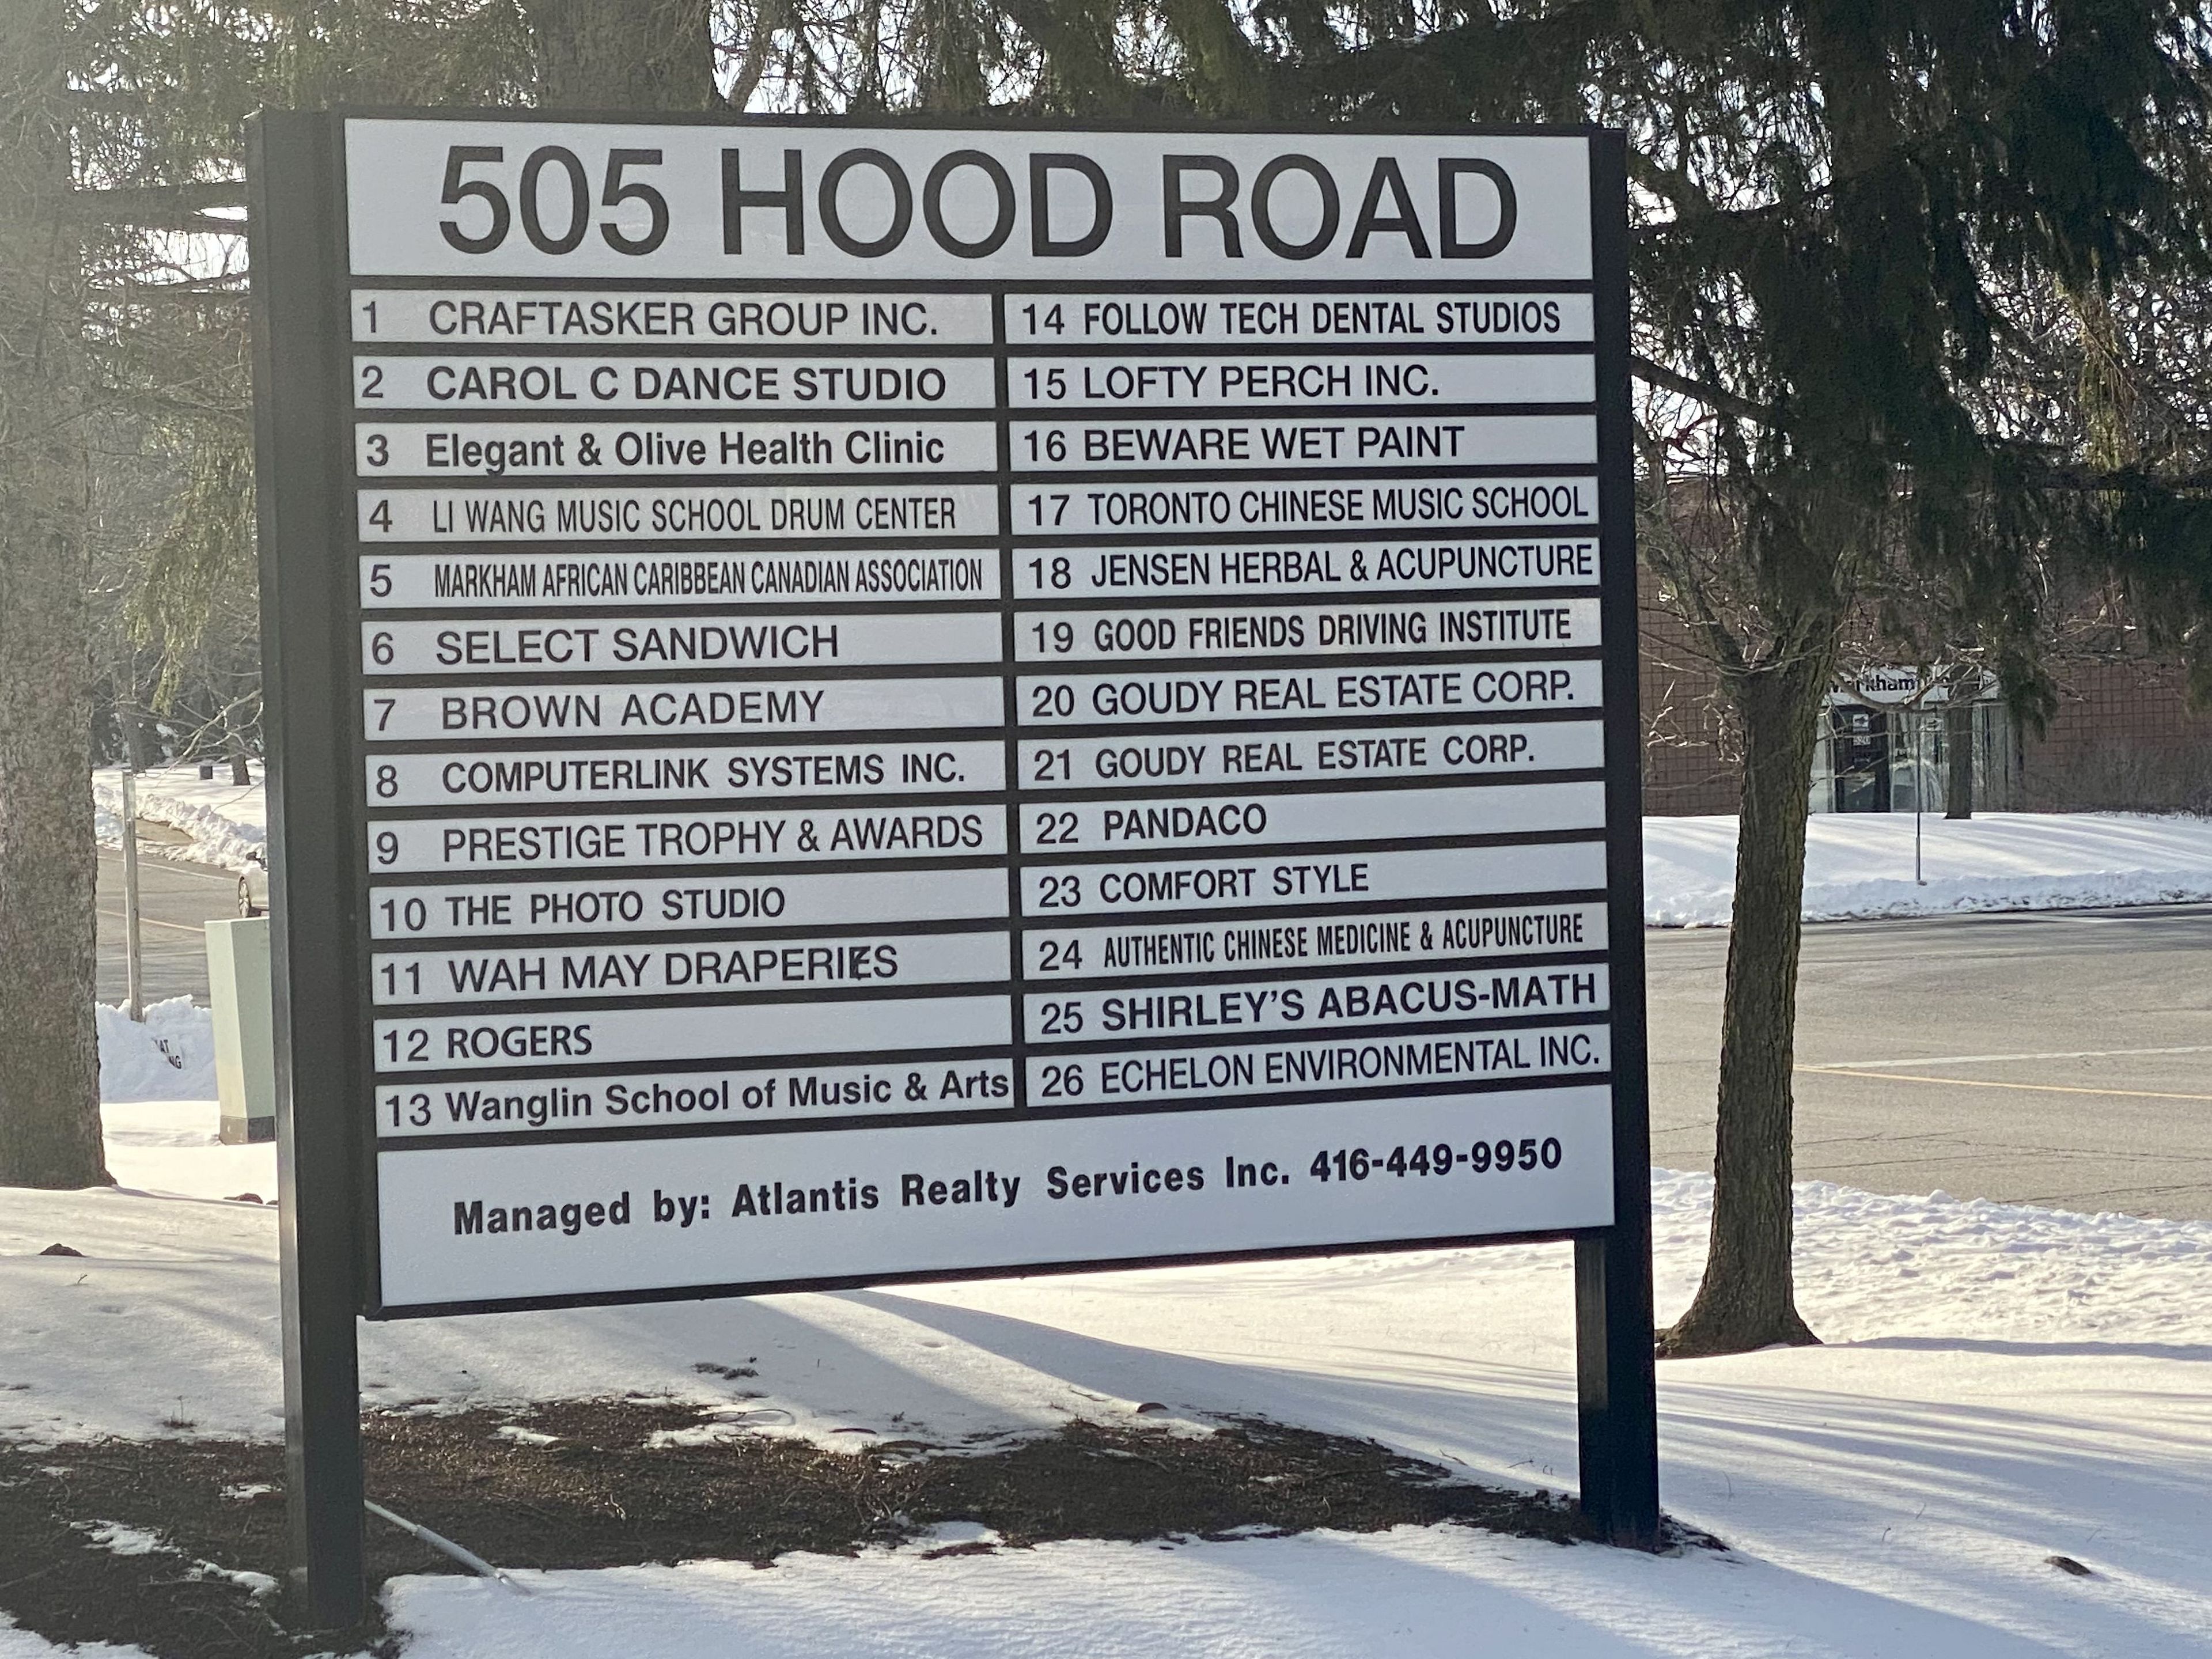 505 HOOD ROAD
1 CRAFTASKER GROUP INC.
2 CAROL C DANCE STUDIO
3 Elegant & Olive Health Clinic
4 LI WANG MUSIC SCHOOL DRUM CENTER
5 MARKHAM AFRICAN CARIBBEAN CANADIAN ASSOCIATION
6 SELECT SANDWICH
7 BROWN ACADEMY
8 COMPUTERLINK SYSTEMS INC.
9 PRESTIGE TROPHY & AWARDS
10 THE PHOTO STUDIO
11 WAH MAY DRAPERIES
12 ROGERS
13 Wanglin School of Music & Arts
14 FOLLOW TECH DENTAL STUDIOS
15 LOFTY PERCH INC.
16 BEWARE WET PAINT
17 TORONTO CHINESE MUSIC SCHOOL
18 JENSEN HERBAL & ACUPUNCTURE
19 GOOD FRIENDS DRIVING INSTITUTE
20 GOUDY REAL ESTATE CORP.
21 GOUDY REAL ESTATE CORP.
22 PANDACO
23 COMFORT STYLE
24 AUTHENTIC CHINESE MEDICINE & ACUPUNCTURE
25 SHIRLEY'S ABACUS-MATH
26 ECHELON ENVIRONMENTAL INC.
Managed by: Atlantis Realty Services Inc. 416-449-9950